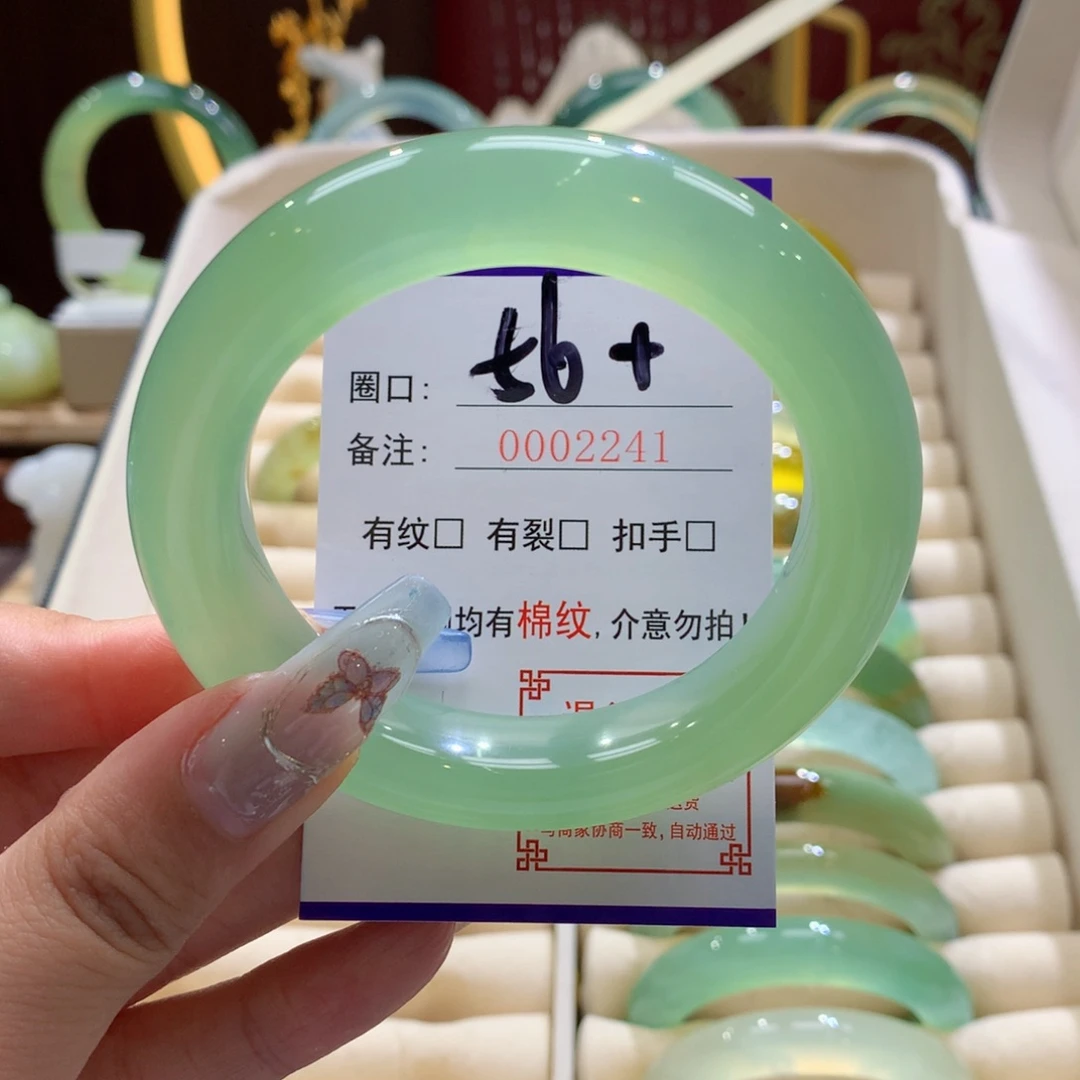 圈口: 56+
备注: 0002241
有纹□ 有裂□ 扣手□
均有棉纹,介意勿拍!
商家协商一致,自动通过